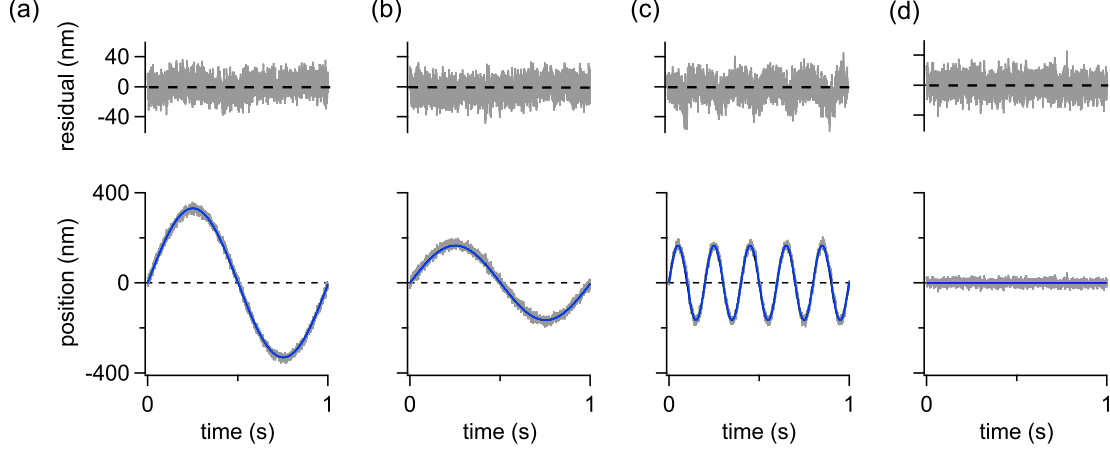 (a)
(b)
(c)
(d)
residual (nm)
40
0
-40
position (nm)
400
0
-400
0
1
time (s)
0
1
time (s)
0
1
time (s)
0
1
time (s)